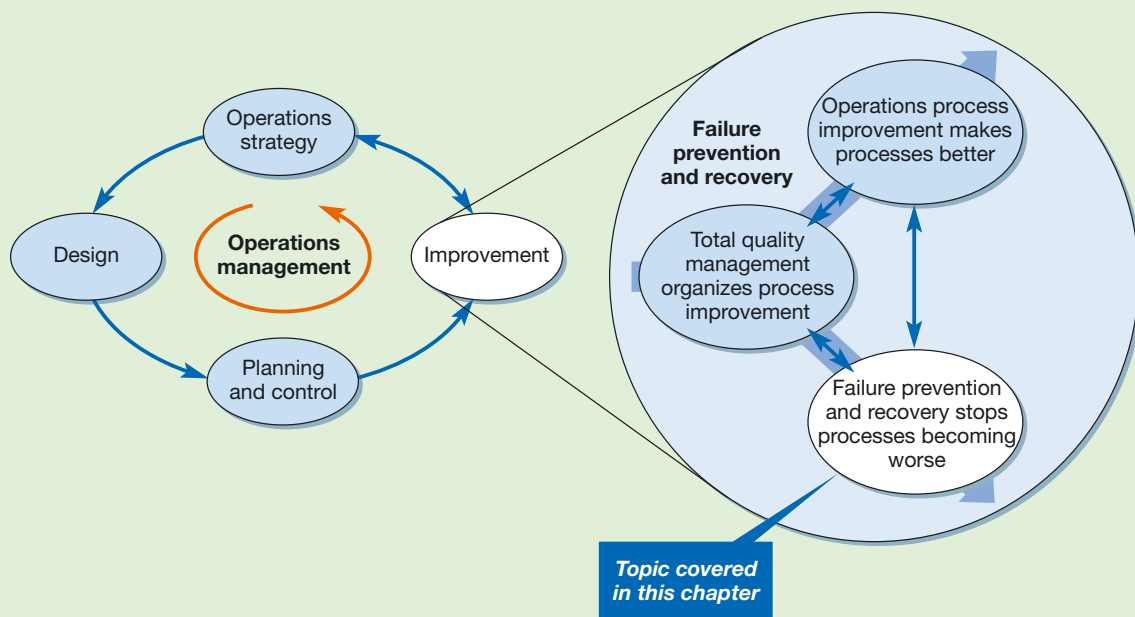 Operations
strategy
Design
Operations
management
Improvement
Planning
and control
Failure
prevention
and recovery
Operations process
improvement makes
processes better
Total quality
management
organizes process
improvement
Failure prevention
and recovery stops
processes becoming
worse
Topic covered
in this chapter